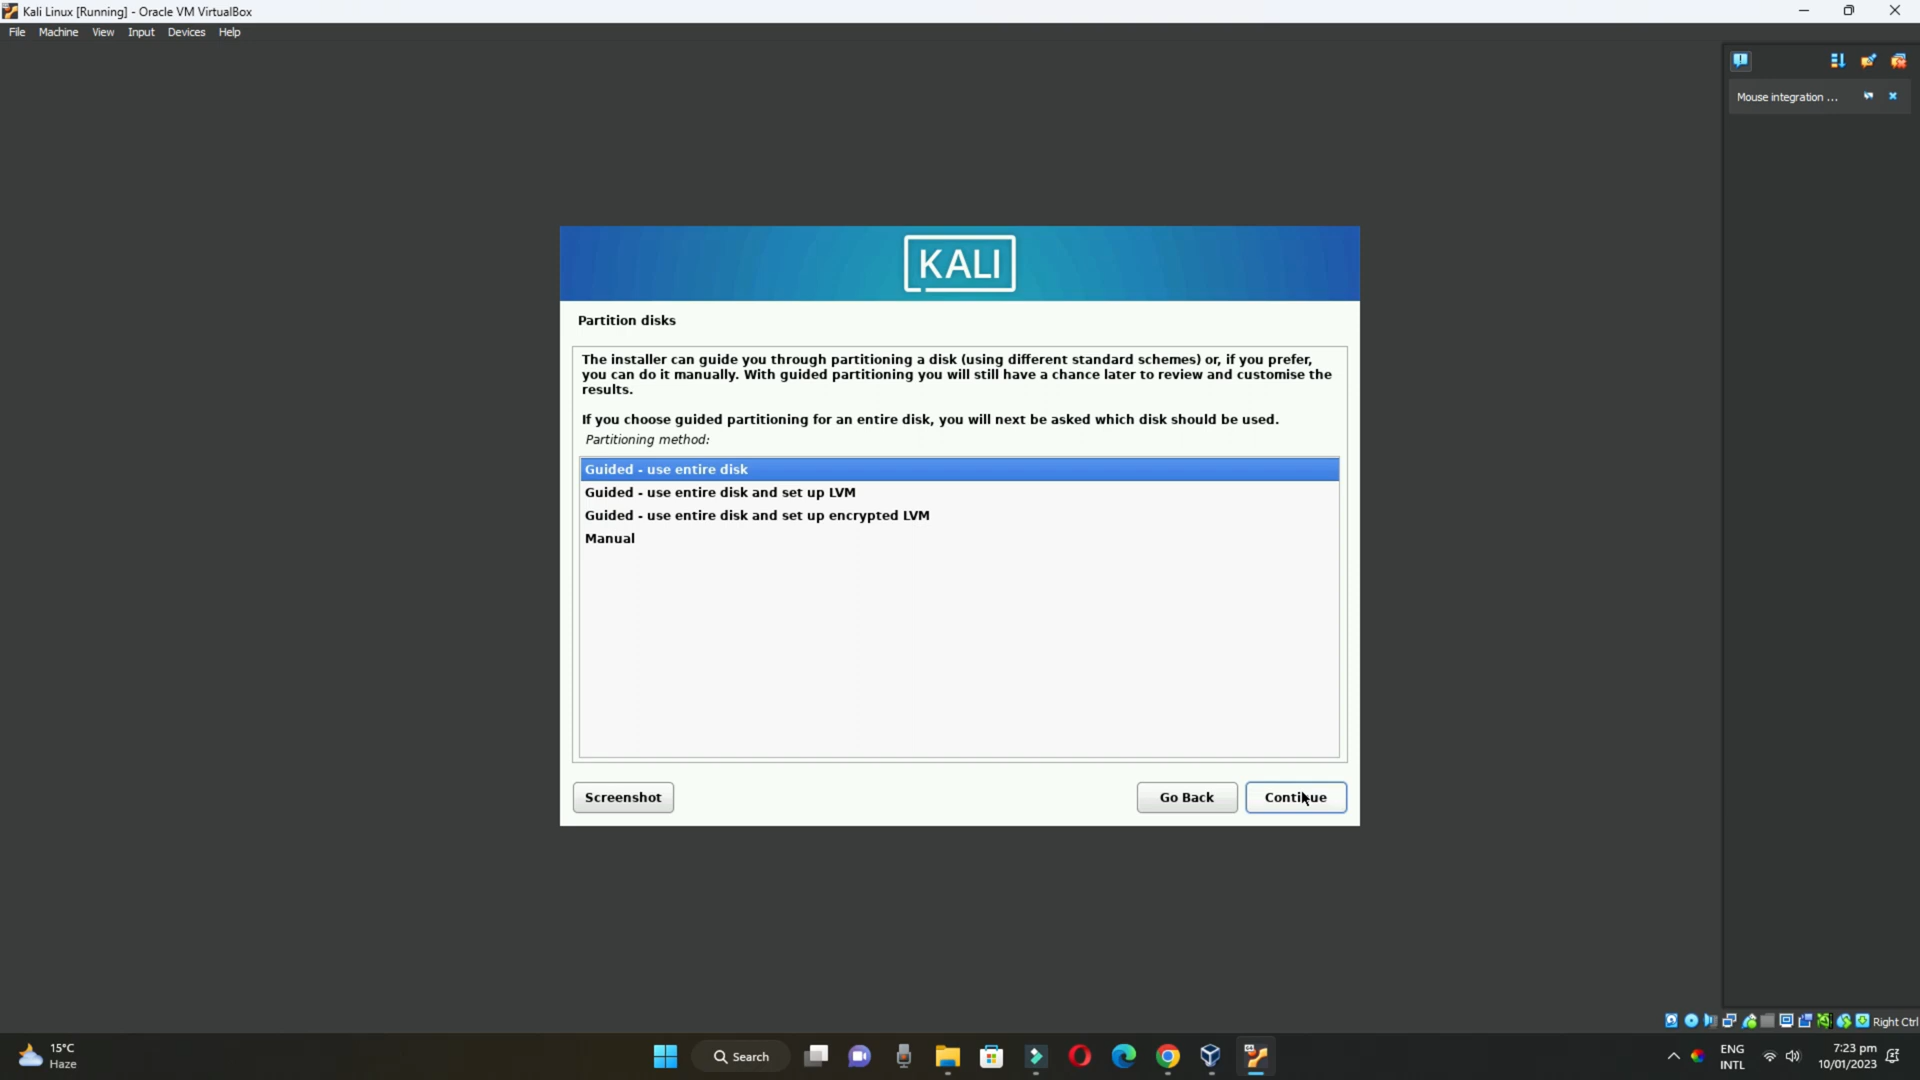 Kali Linux [Running] - Oracle VM VirtualBox
File Machine View Input Devices Help
Mouse integration ...
KALI
Partition disks
The installer can guide you through partitioning a disk (using different standard schemes) or, if you prefer,
you can do it manually. With guided partitioning you will still have a chance later to review and customise the
results.
If you choose guided partitioning for an entire disk, you will next be asked which disk should be used.
Partitioning method:
Guided - use entire disk
Guided - use entire disk and set up LVM
Guided - use entire disk and set up encrypted LVM
Manual
Screenshot Go Back Continue
Right Ctrl
15°C
Haze
Search
ENG
INTL
7:23 pm
10/01/2023